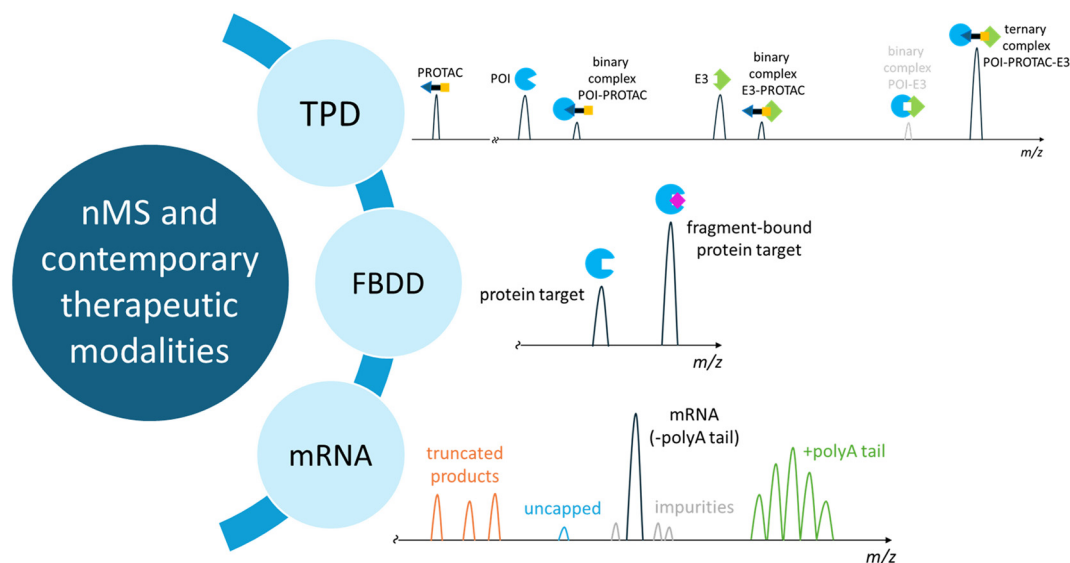 nMS and
contemporary
therapeutic
modalities
TPD
PROTAC
POI
binary
complex
POI-PROTAC
E3
binary
complex
E3-PROTAC
binary
complex
POI-E3
ternary
complex
POI-PROTAC-E3
m/z
FBDD
protein target
fragment-bound
protein target
m/z
mRNA
truncated
products
uncapped
mRNA
(-polyA tail)
impurities
+polyA tail
m/z